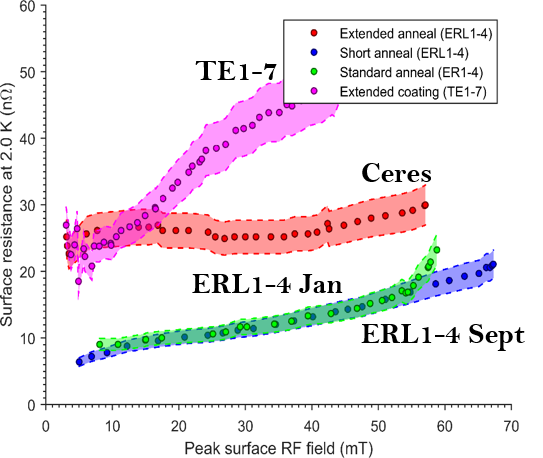 60
50
40
30
20
10
0
Surface resistance at 2.0 K (nΩ)
Extended anneal (ERL1-4)
Short anneal (ERL1-4)
Standard anneal (ER1-4)
Extended coating (TE1-7)
TE1-7
Ceres
ERL1-4 Jan
ERL1-4 Sept
0 10 20 30 40 50 60 70
Peak surface RF field (mT)